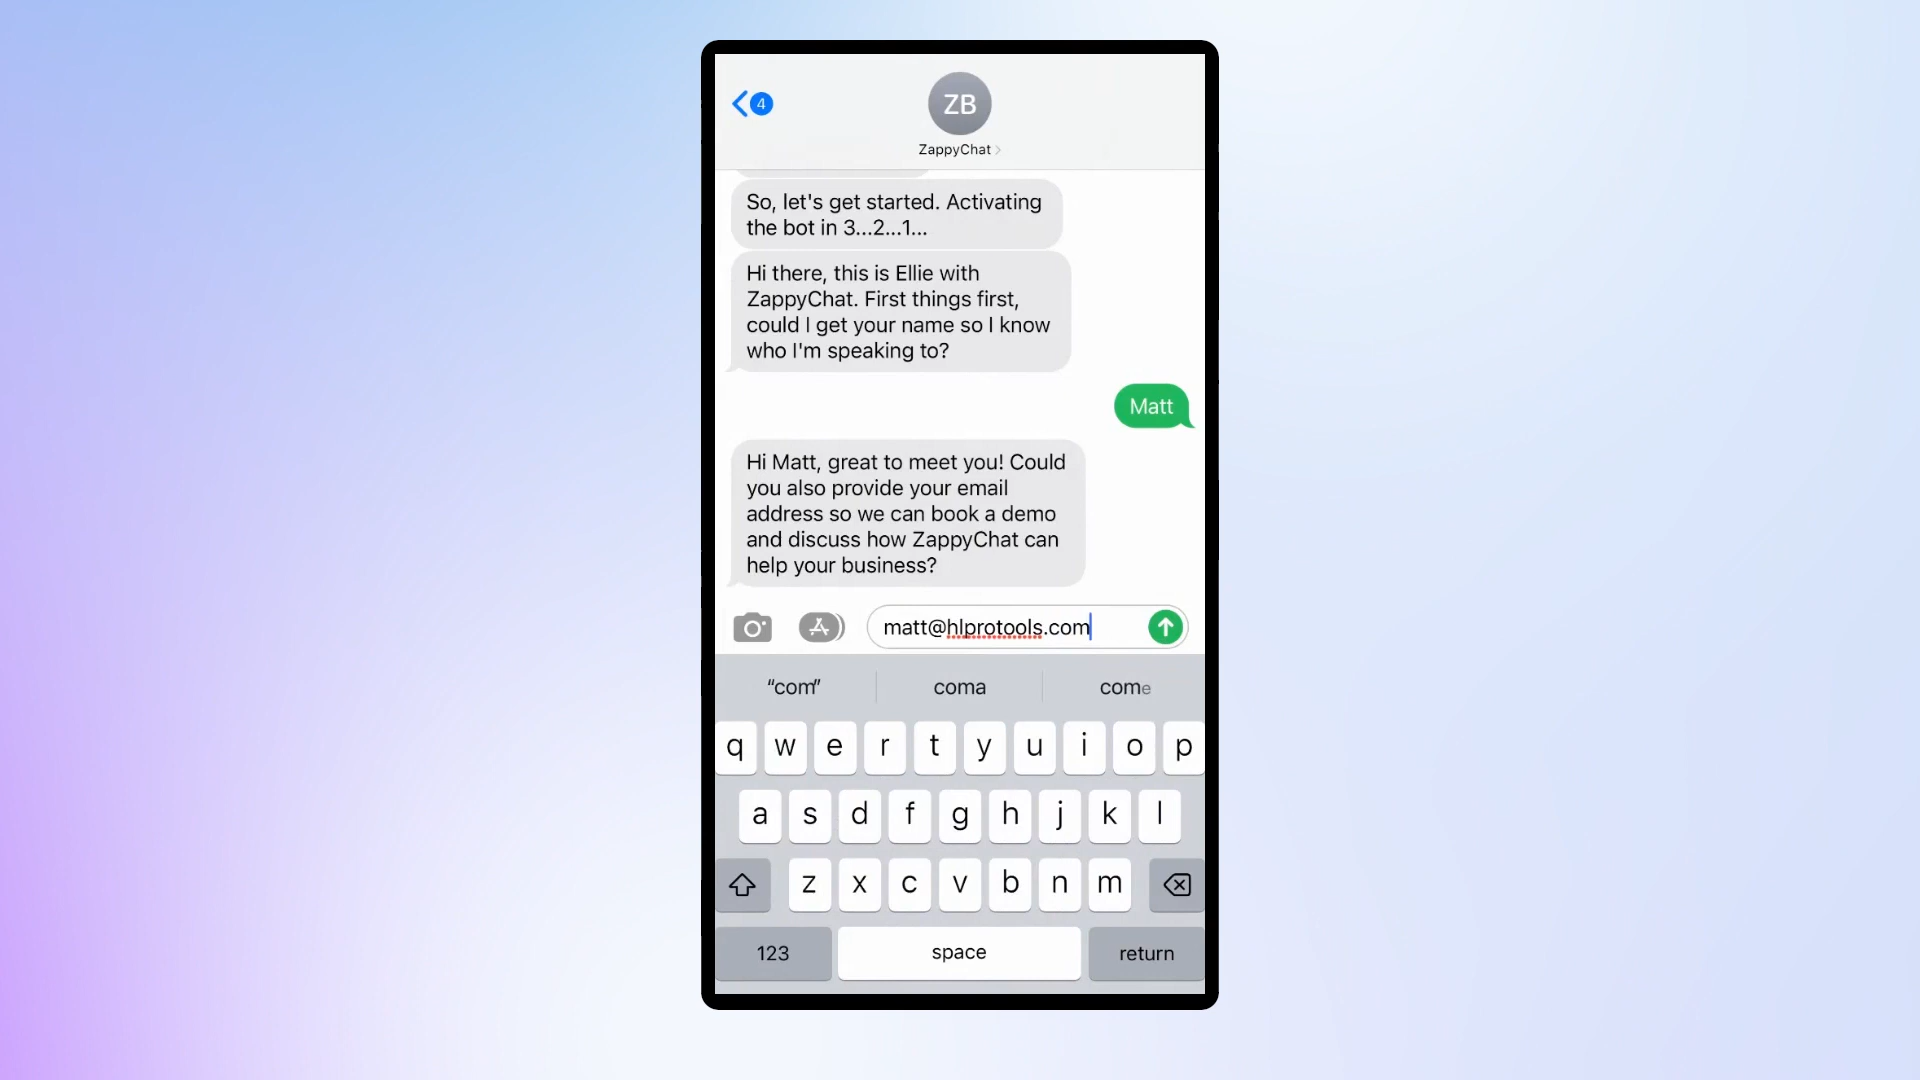 4
ZB
ZappyChat
So, let's get started. Activating
the bot in 3...2...1...
Hi there, this is Ellie with
ZappyChat. First things first,
could I get your name so I know
who I'm speaking to?
Matt
Hi Matt, great to meet you! Could
you also provide your email
address so we can book a demo
and discuss how ZappyChat can
help your business?
matt@hlprotools.com
“com” coma come
q w e r t y u i o p
a s d f g h j k l
z x c v b n m
123 space return